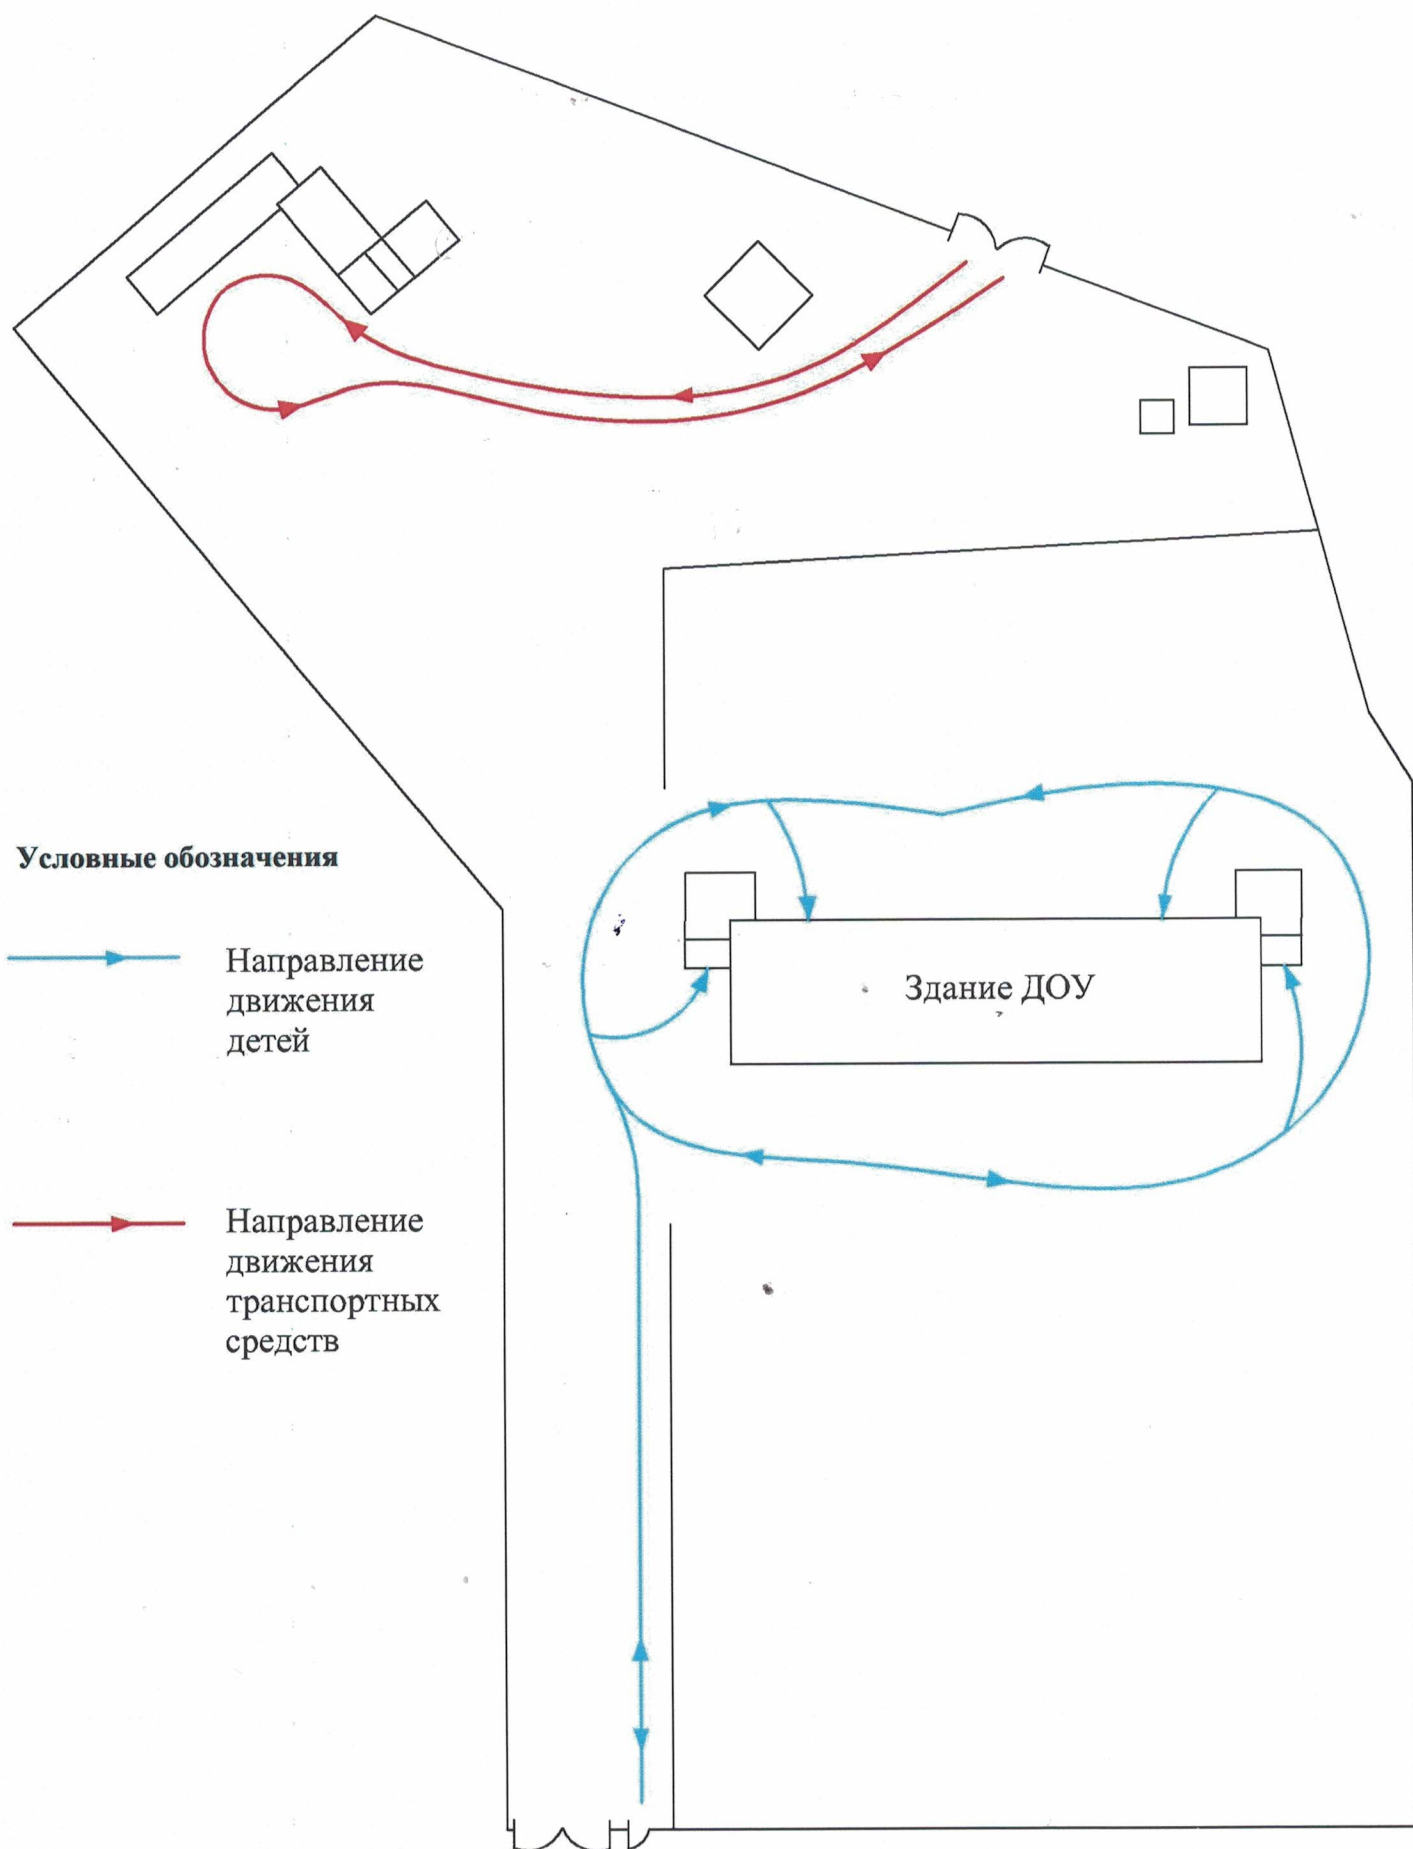 Условные обозначения
Направление
движения
детей
Здание ДОУ
Направление
движения
транспортных
средств